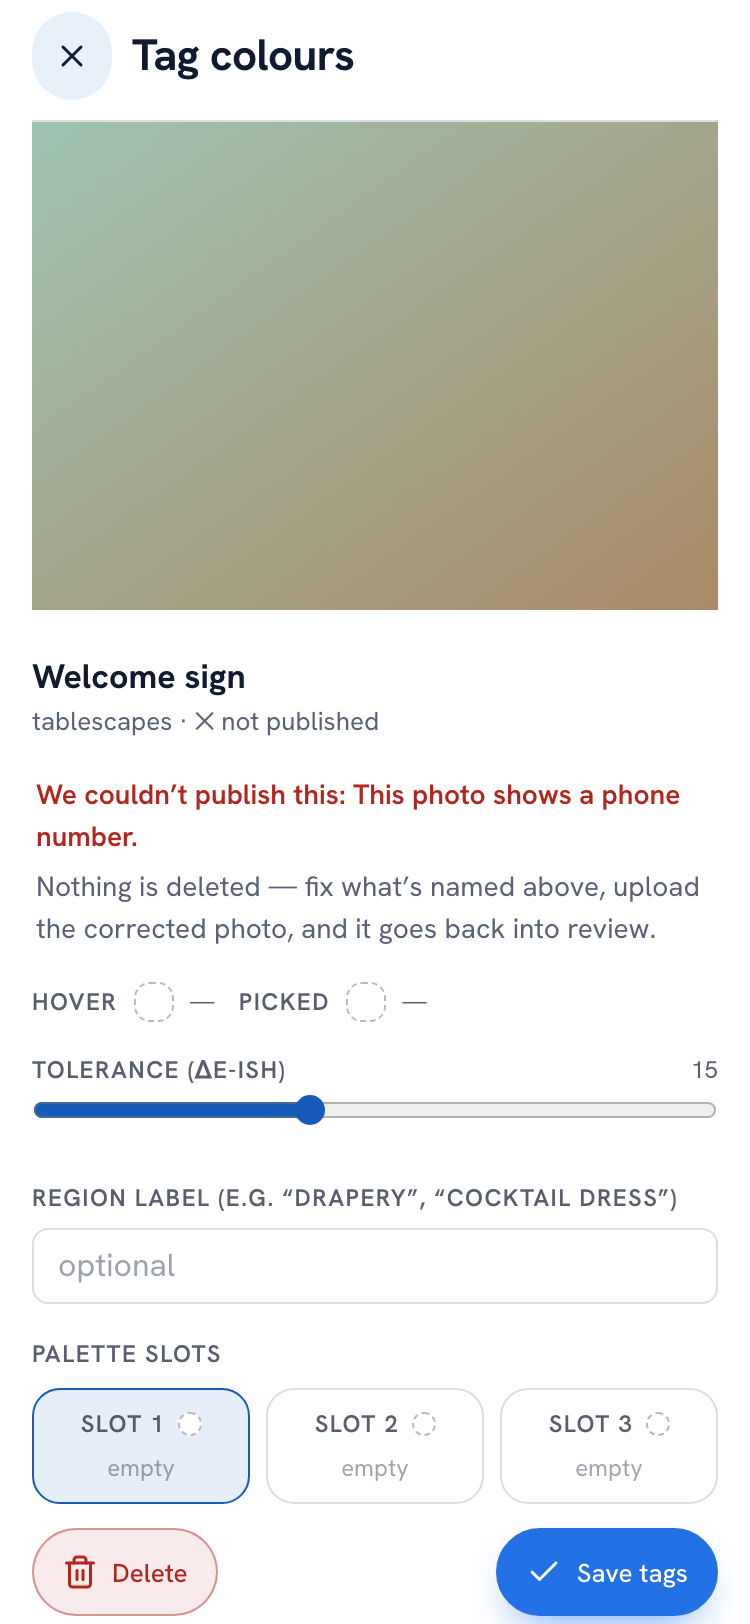 Tag colours
Welcome sign
tablescapes · ✕ not published
We couldn’t publish this: This photo shows a phone
number.
Nothing is deleted — fix what’s named above, upload
the corrected photo, and it goes back into review.
HOVER — PICKED —
TOLERANCE (ΔE-ISH) 15
REGION LABEL (E.G. “DRAPERY”, “COCKTAIL DRESS”)
optional
PALETTE SLOTS
SLOT 1 SLOT 2 SLOT 3
empty empty empty
Delete Save tags